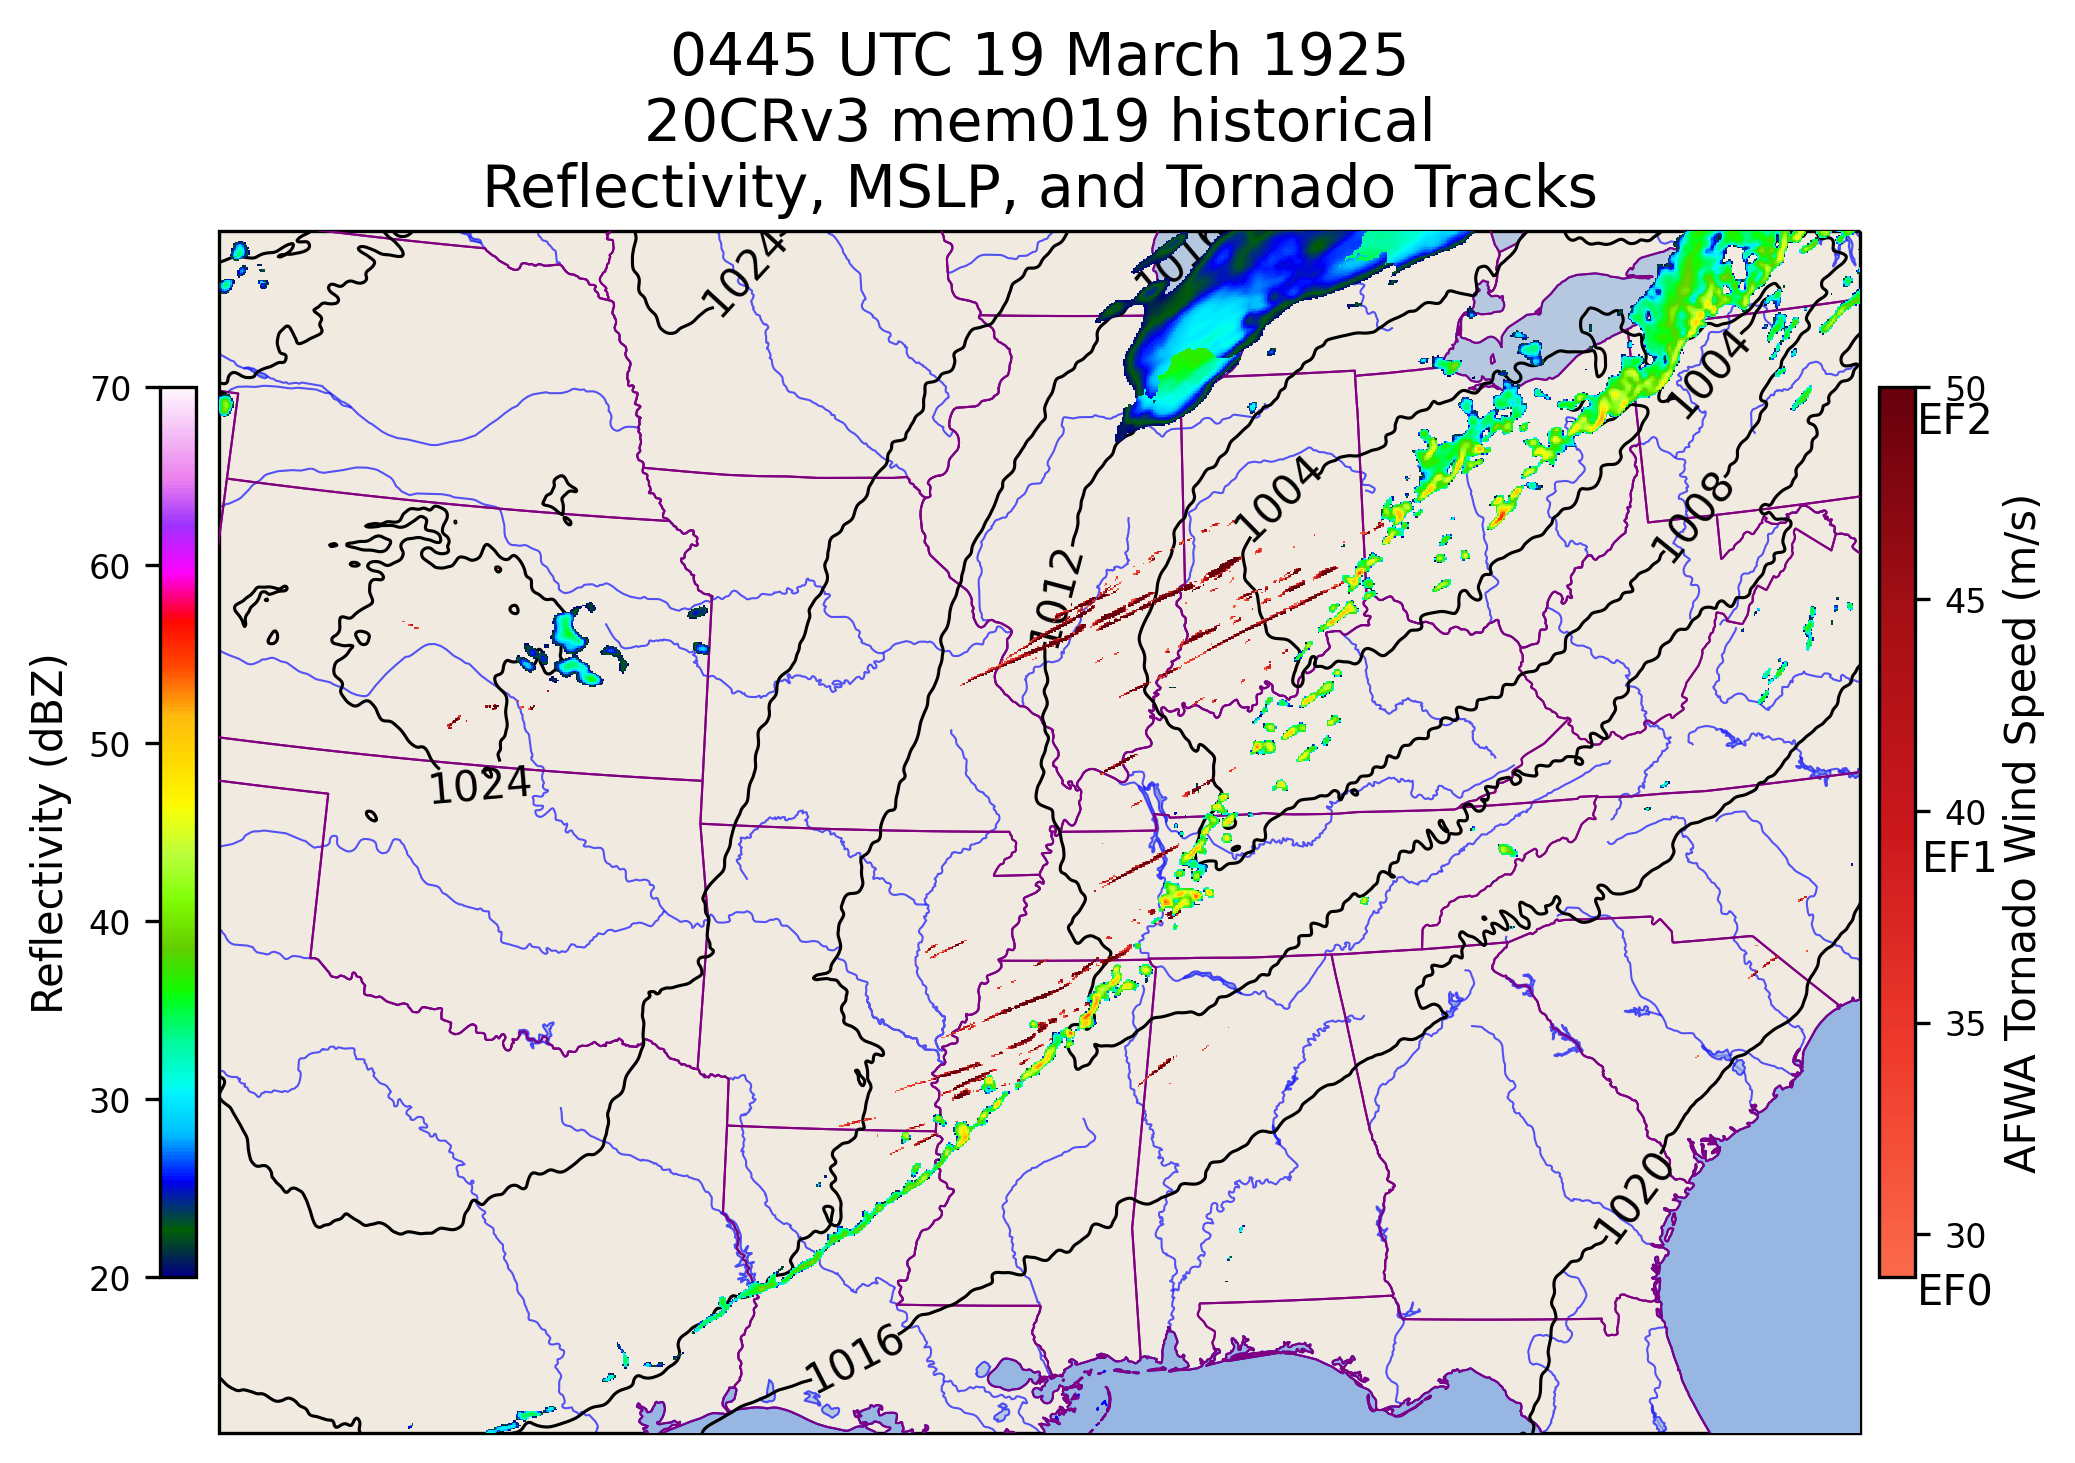 0445 UTC 19 March 1925
20CRv3 mem019 historical
Reflectivity, MSLP, and Tornado Tracks
1024
1004
1004
1008
1012
1024
1020
1016
Reflectivity (dBZ)
70
60
50
40
30
20
50
EF2
45
40
EF1
35
30
EF0
AFWA Tornado Wind Speed (m/s)